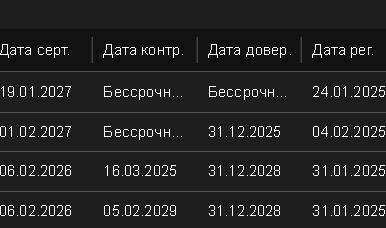 Дата серт. Дата контр. Дата довер. Дата рег.
19.01.2027 Бессрочн... Бессрочн... 24.01.2025
01.02.2027 Бессрочн... 31.12.2025 04.02.2025
06.02.2026 16.03.2025 31.12.2028 31.01.2025
06.02.2026 05.02.2029 31.12.2028 31.01.2025